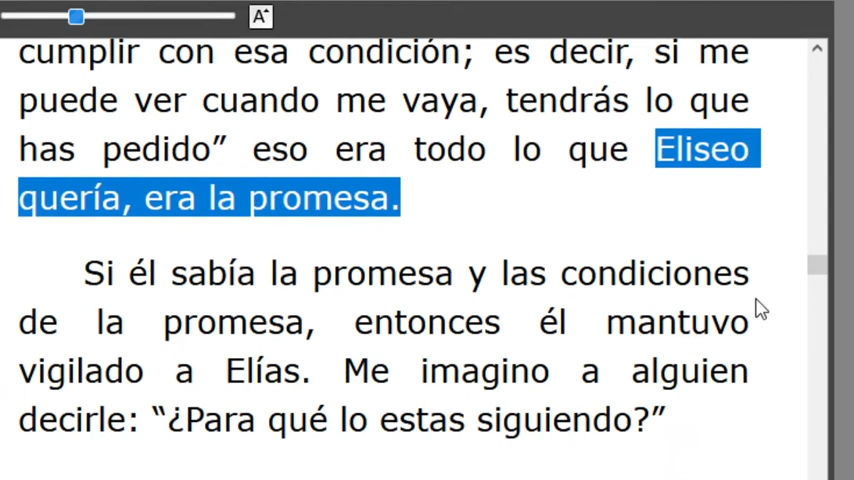 A
cumplir con esa condición; es decir, si me
puede ver cuando me vaya, tendrás lo que
has pedido” eso era todo lo que Eliseo
quería, era la promesa.
Si él sabía la promesa y las condiciones
de la promesa, entonces él mantuvo
vigilado a Elías. Me imagino a alguien
decirle: “¿Para qué lo estas siguiendo?”